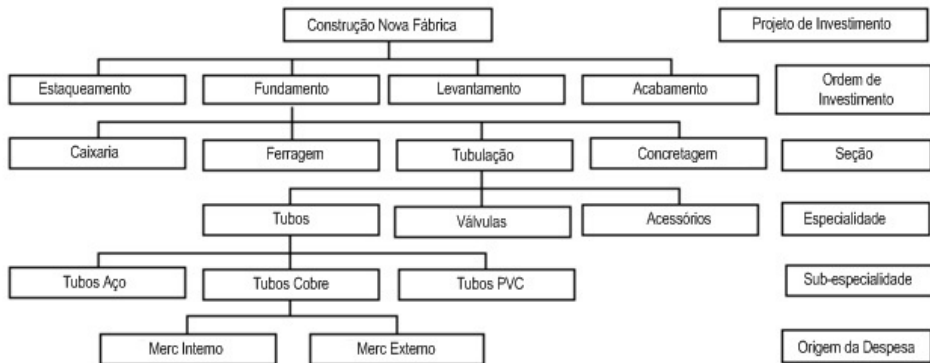 Construção Nova Fábrica
Projeto de Investimento
Estaqueamento
Fundamento
Levantamento
Acabamento
Ordem de
Investimento
Caixaria
Ferragem
Tubulação
Concretagem
Seção
Tubos
Válvulas
Acessórios
Especialidade
Tubos Aço
Tubos Cobre
Tubos PVC
Sub-especialidade
Merc Interno
Merc Externo
Origem da Despesa